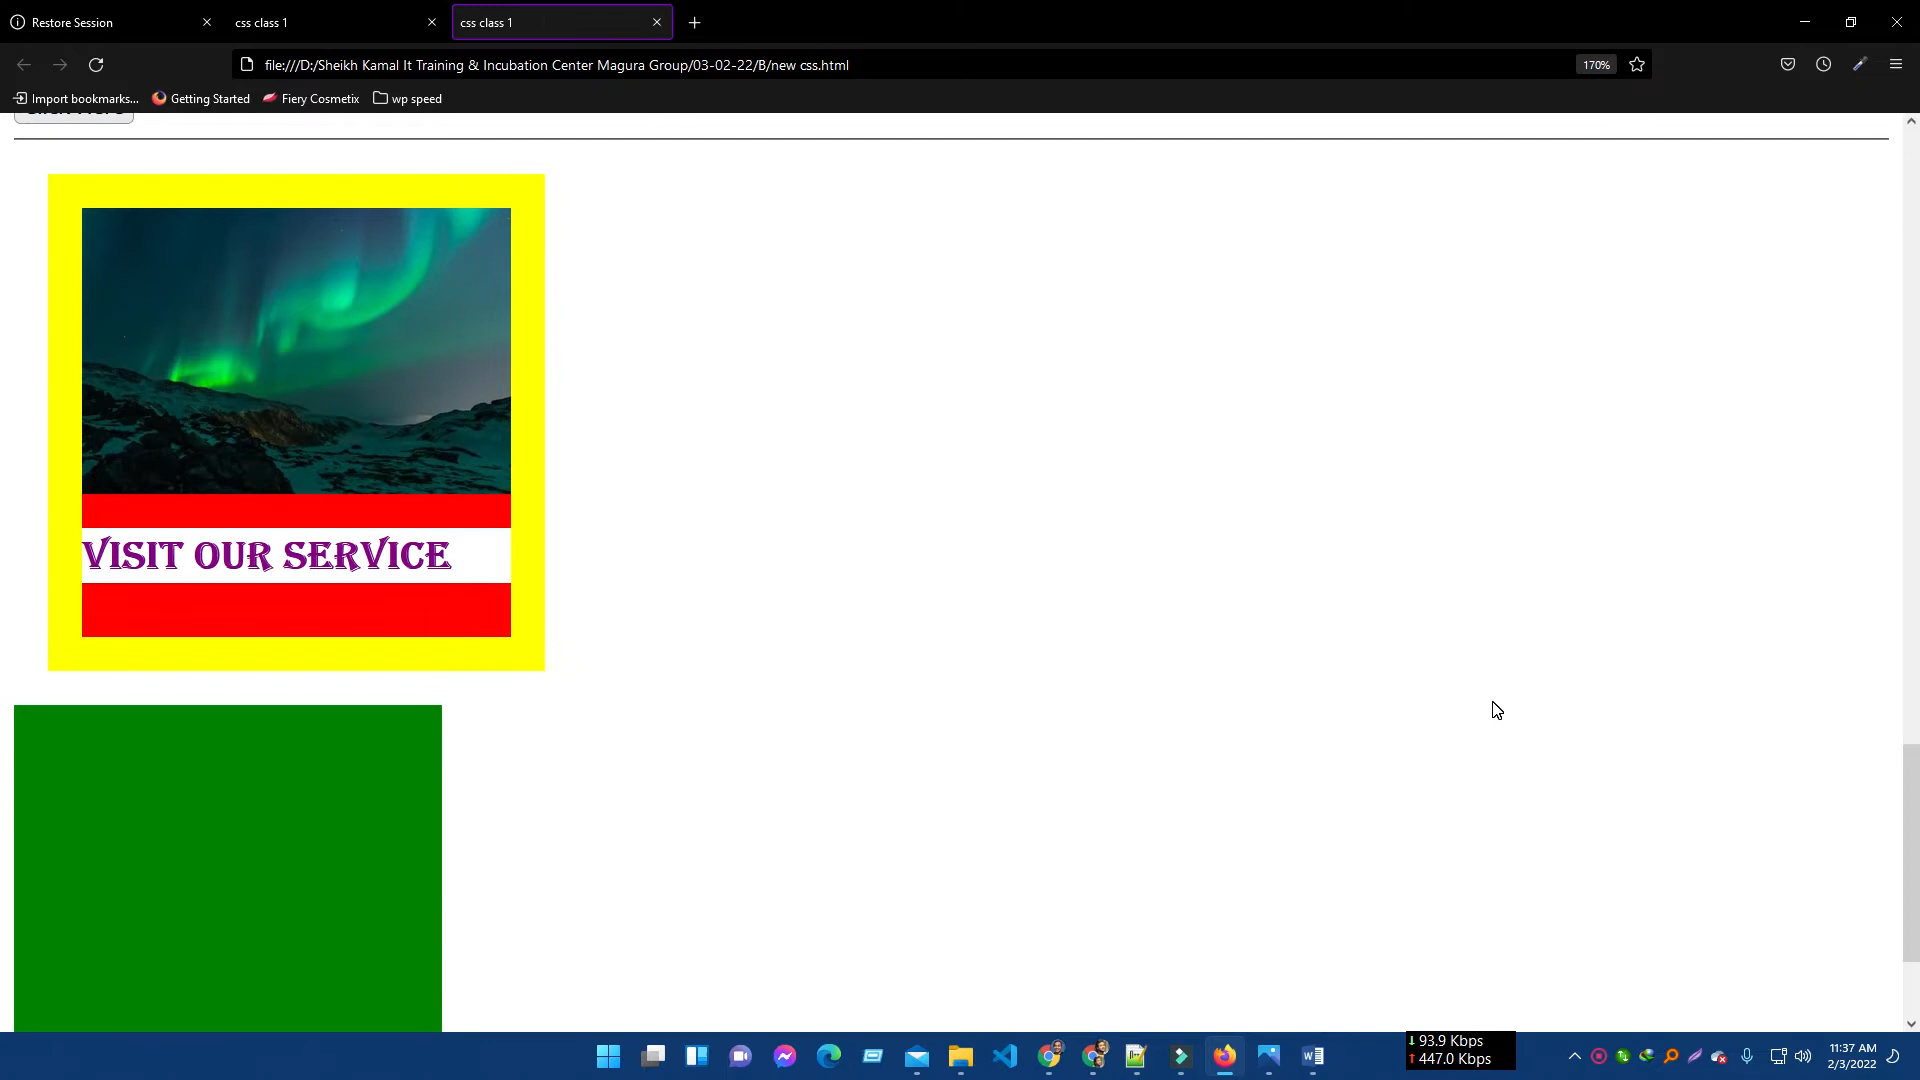 Restore Session
css class 1
css class 1
file:///D:/Sheikh Kamal It Training & Incubation Center Magura Group/03-02-22/B/new css.html
170%
Import bookmarks...
Getting Started
Fiery Cosmetix
wp speed
VISIT OUR SERVICE
↓ 93.9 Kbps
↑ 447.0 Kbps
11:37 AM
2/3/2022